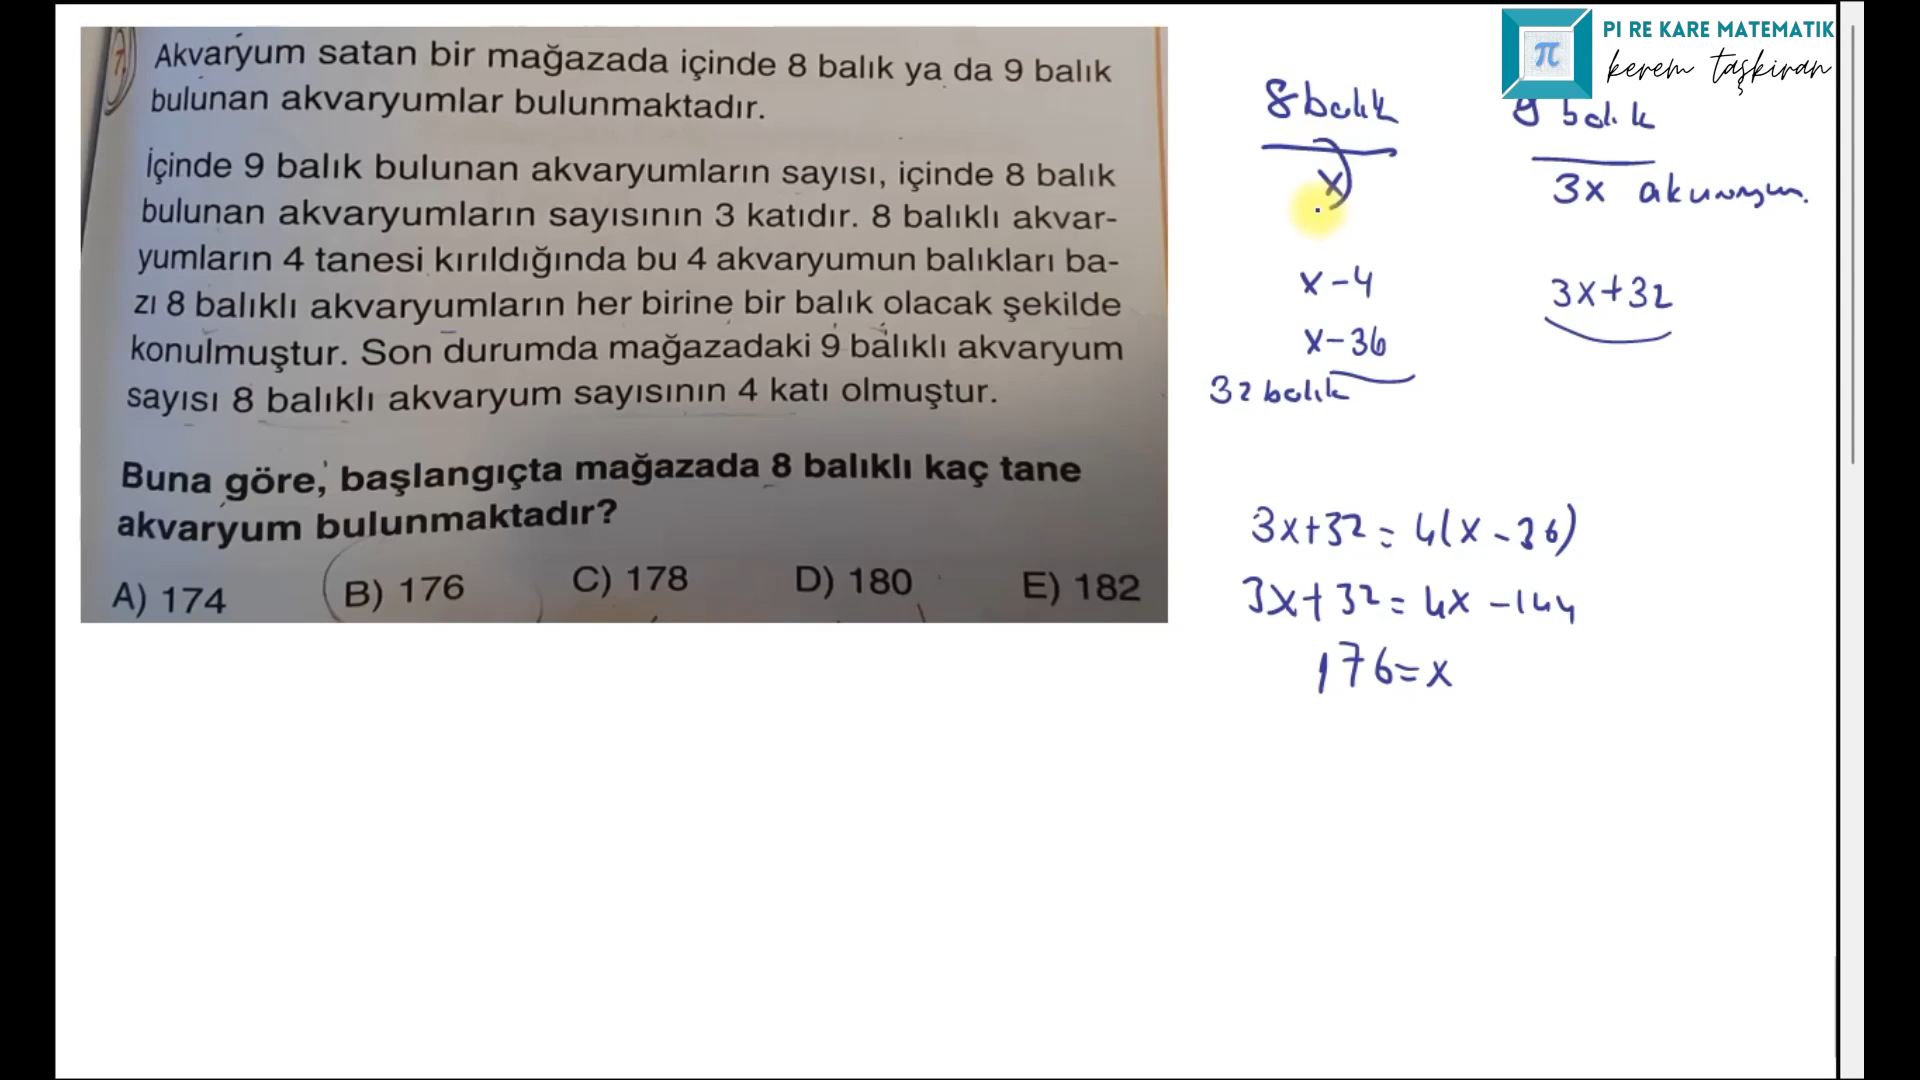 PI RE KARE MATEMATIK
kerem taşkıran
7.
Akvaryum satan bir mağazada içinde 8 balık ya da 9 balık
bulunan akvaryumlar bulunmaktadır.
İçinde 9 balık bulunan akvaryumların sayısı, içinde 8 balık
bulunan akvaryumların sayısının 3 katıdır. 8 balıklı akvar-
yumların 4 tanesi kırıldığında bu 4 akvaryumun balıkları ba-
zı 8 balıklı akvaryumların her birine bir balık olacak şekilde
konulmuştur. Son durumda mağazadaki 9 balıklı akvaryum
sayısı 8 balıklı akvaryum sayısının 4 katı olmuştur.
Buna göre, başlangıçta mağazada 8 balıklı kaç tane
akvaryum bulunmaktadır?
A) 174 B) 176 C) 178 D) 180 E) 182
8 balık 9 balık
x 3x akvaryum.
x-4 3x+32
x-36
32 balık
3x+32 = 4(x-36)
3x+32 = 4x -144
176=x